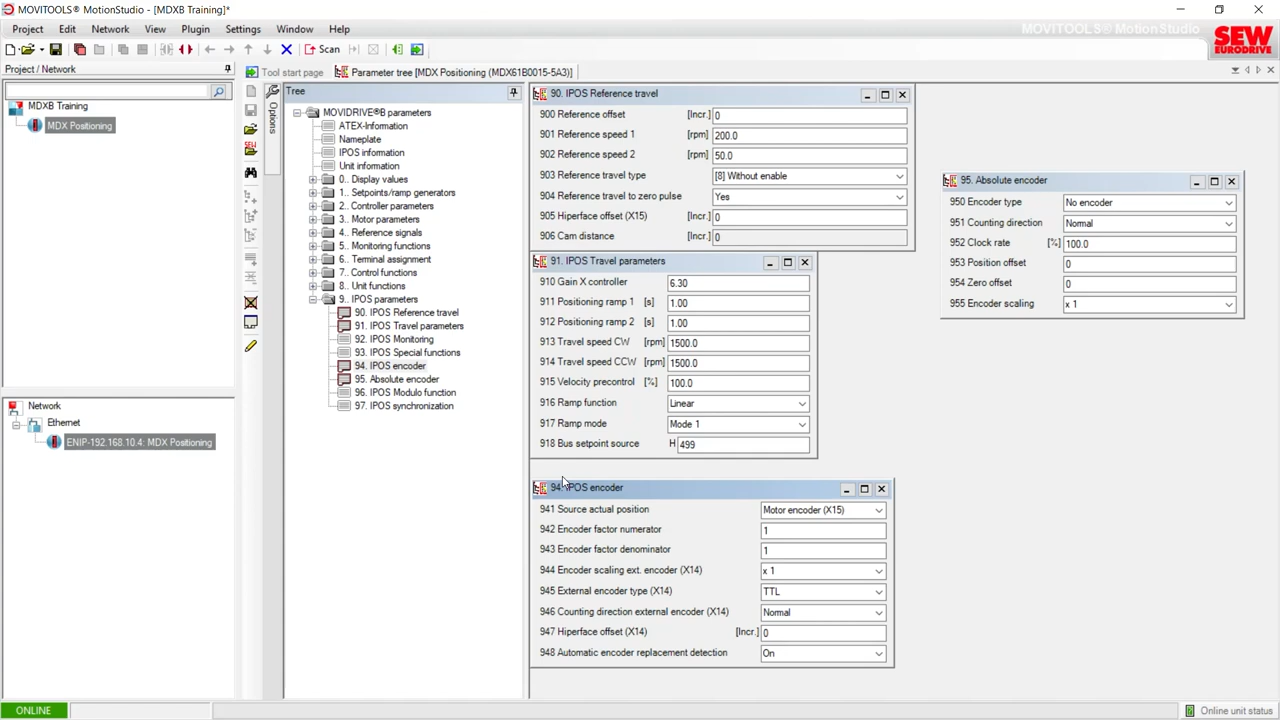 MOVITOOLS® MotionStudio - [MDXB Training]*
Project Edit Network View Plugin Settings Window Help
MOVITOOLS® MotionStudio
SEW
EURODRIVE
Scan
Project / Network
Tool start page
Parameter tree [MDX Positioning (MDX61B0015-5A3)]
MDXB Training
MDX Positioning
Network
Ethernet
ENIP-192.168.10.4: MDX Positioning
Options
Tree
MOVIDRIVE®B parameters
ATEX-Information
Nameplate
IPOS information
Unit information
0.. Display values
1.. Setpoints/ramp generators
2.. Controller parameters
3.. Motor parameters
4.. Reference signals
5.. Monitoring functions
6.. Terminal assignment
7.. Control functions
8.. Unit functions
9.. IPOS parameters
90. IPOS Reference travel
91. IPOS Travel parameters
92. IPOS Monitoring
93. IPOS Special functions
94. IPOS encoder
95. Absolute encoder
96. IPOS Modulo function
97. IPOS synchronization
90. IPOS Reference travel
900 Reference offset [Incr.] 0
901 Reference speed 1 [rpm] 200.0
902 Reference speed 2 [rpm] 50.0
903 Reference travel type [8] Without enable
904 Reference travel to zero pulse Yes
905 Hiperface offset (X15) [Incr.] 0
906 Cam distance [Incr.] 0
91. IPOS Travel parameters
910 Gain X controller 6.30
911 Positioning ramp 1 [s] 1.00
912 Positioning ramp 2 [s] 1.00
913 Travel speed CW [rpm] 1500.0
914 Travel speed CCW [rpm] 1500.0
915 Velocity precontrol [%] 100.0
916 Ramp function Linear
917 Ramp mode Mode 1
918 Bus setpoint source H 499
94. IPOS encoder
941 Source actual position Motor encoder (X15)
942 Encoder factor numerator 1
943 Encoder factor denominator 1
944 Encoder scaling ext. encoder (X14) x 1
945 External encoder type (X14) TTL
946 Counting direction external encoder (X14) Normal
947 Hiperface offset (X14) [Incr.] 0
948 Automatic encoder replacement detection On
95. Absolute encoder
950 Encoder type No encoder
951 Counting direction Normal
952 Clock rate [%] 100.0
953 Position offset 0
954 Zero offset 0
955 Encoder scaling x 1
ONLINE
Online unit status